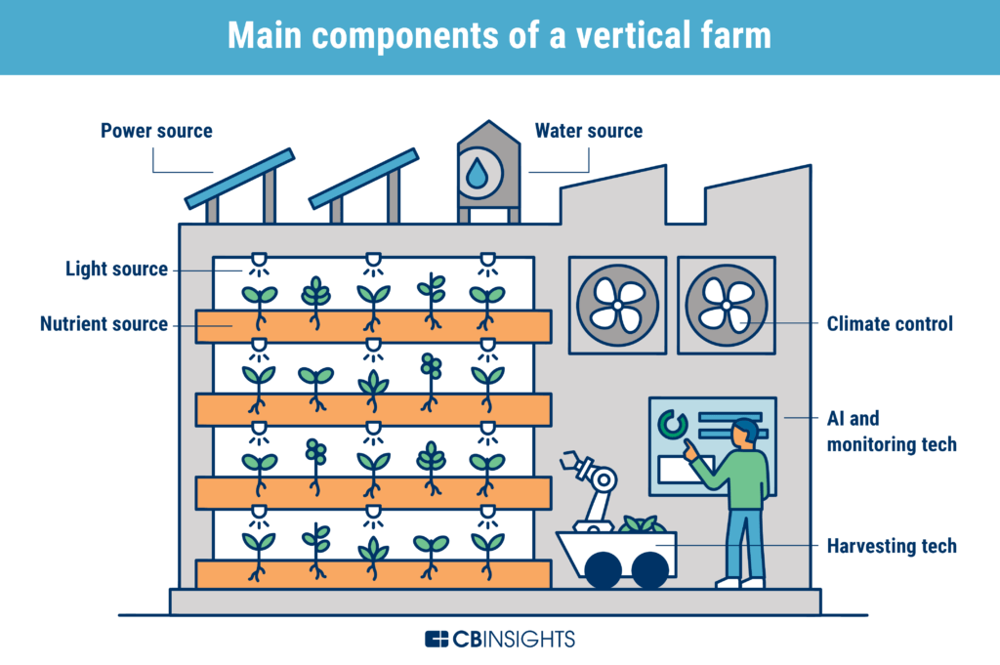 Main components of a vertical farm
Power source
Water source
Light source
Nutrient source
Climate control
AI and
monitoring tech
Harvesting tech
CBINSIGHTS